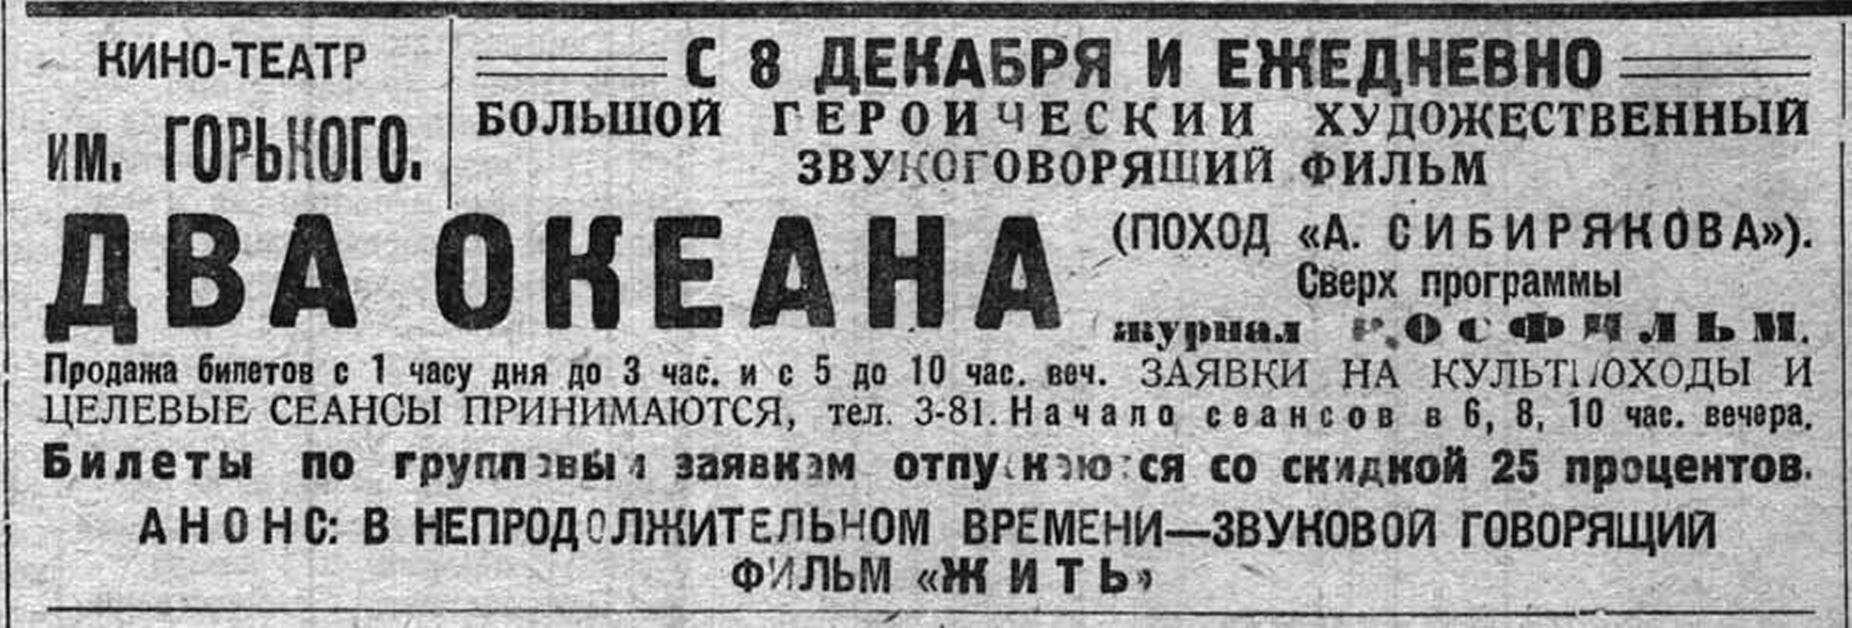 КИНО-ТЕАТР
им. ГОРЬКОГО.
С 8 ДЕКАБРЯ И ЕЖЕДНЕВНО
БОЛЬШОЙ ГЕРОИЧЕСКИЙ ХУДОЖЕСТВЕННЫЙ
ЗВУКОГОВОРЯЩИЙ ФИЛЬМ
ДВА ОКЕАНА
(ПОХОД «А. СИБИРЯКОВА»).
Сверх программы
журнал РОСФИЛЬМ.
Продажа билетов с 1 часу дня до 3 час. и с 5 до 10 час. веч. ЗАЯВКИ НА КУЛЬТПОХОДЫ И
ЦЕЛЕВЫЕ СЕАНСЫ ПРИНИМАЮТСЯ, тел. 3-81. Начало сеансов в 6, 8, 10 час. вечера.
Билеты по групповым заявкам отпускаются со скидкой 25 процентов.
АНОНС: В НЕПРОДОЛЖИТЕЛЬНОМ ВРЕМЕНИ—ЗВУКОВОЙ ГОВОРЯЩИЙ
ФИЛЬМ «ЖИТЬ»